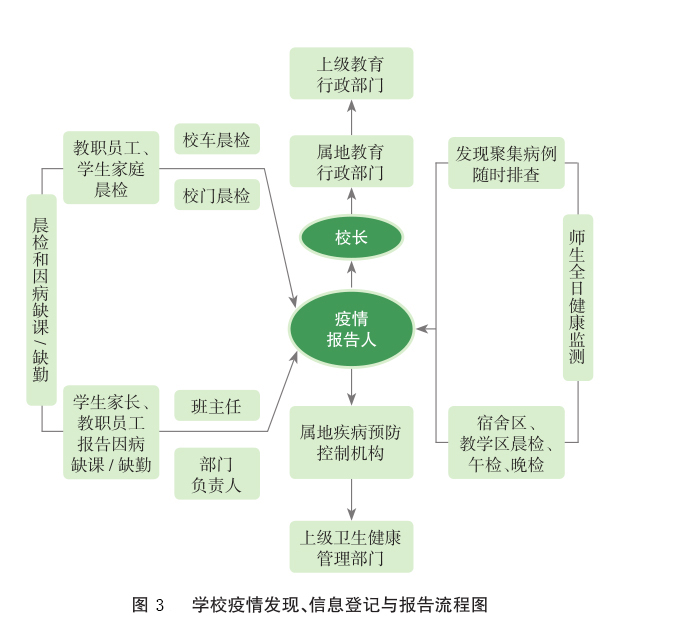 上级教育
行政部门
属地教育
行政部门
校长
疫情
报告人
属地疾病预防
控制机构
上级卫生健康
管理部门
晨检和因病缺课/缺勤
教职员工、
学生家庭
晨检
校车晨检
校门晨检
学生家长、
教职员工
报告因病
缺课/缺勤
班主任
部门
负责人
发现聚集病例
随时排查
师生全日健康监测
宿舍区、
教学区晨检、
午检、晚检
图 3 学校疫情发现、信息登记与报告流程图